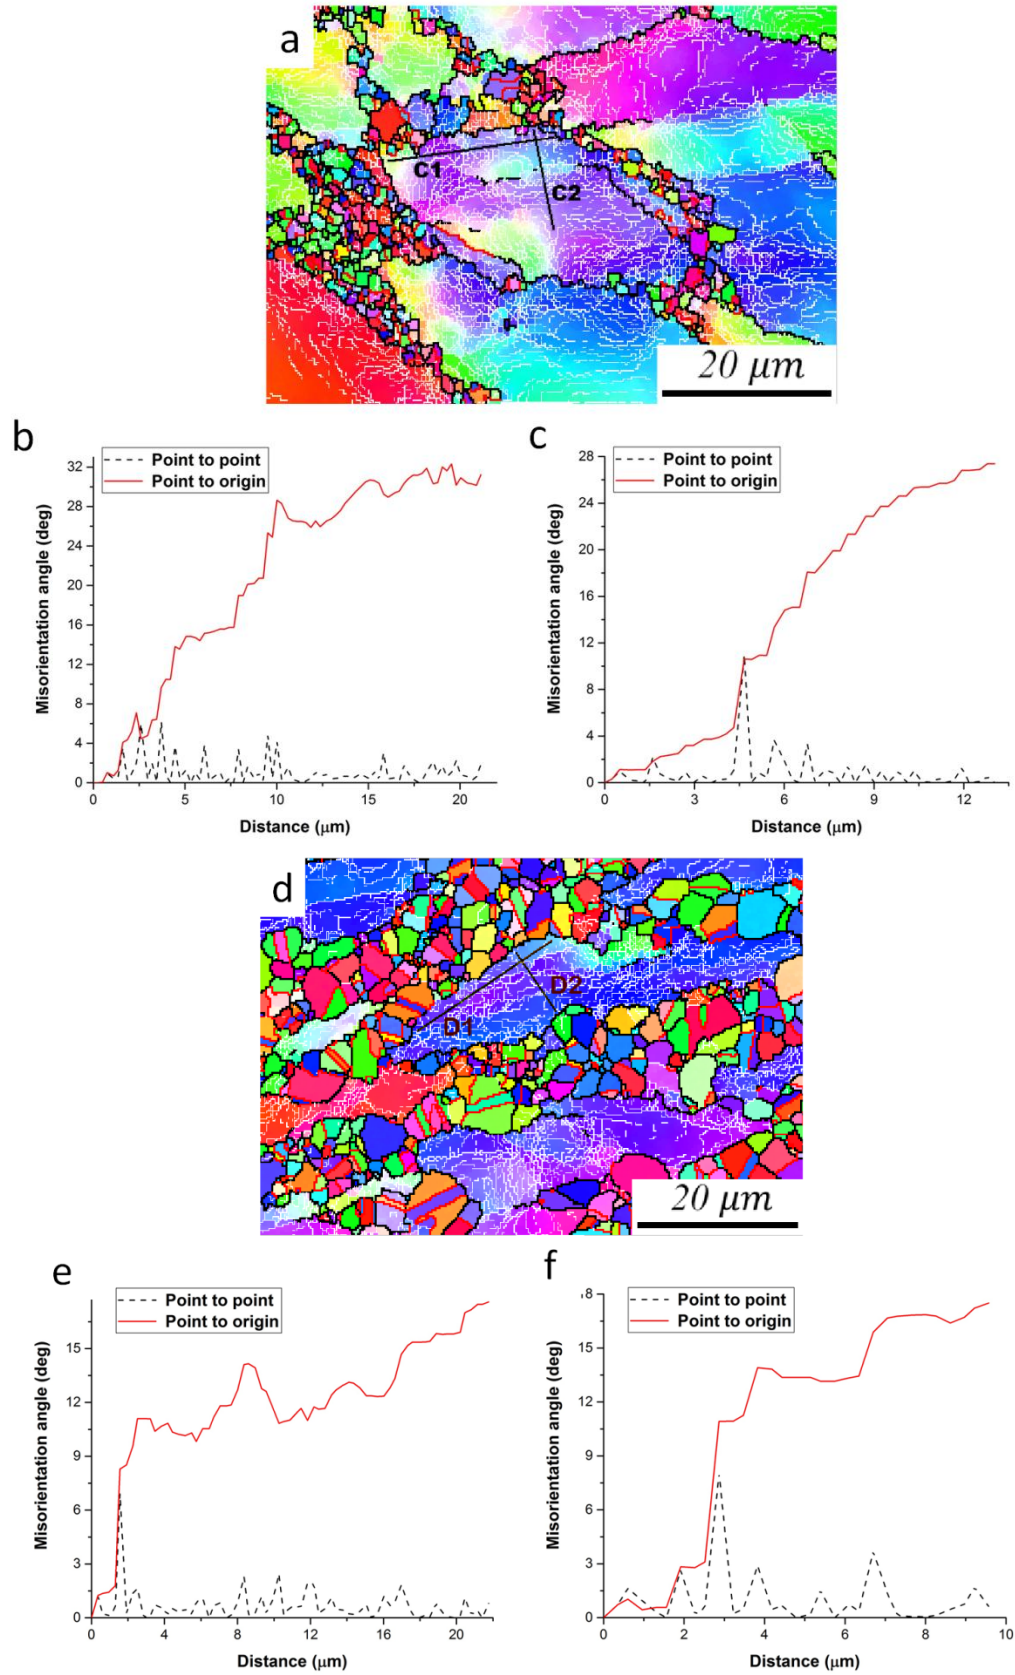 a
C1
C2
20 μm
b
Point to point
Point to origin
Misorientation angle (deg)
32
28
24
20
16
12
8
4
0
0
5
10
15
20
Distance (μm)
c
Point to point
Point to origin
Misorientation angle (deg)
28
24
20
16
12
8
4
0
0
3
6
9
12
Distance (μm)
d
D1
D2
20 μm
e
Point to point
Point to origin
Misorientation angle (deg)
15
12
9
6
3
0
0
4
8
12
16
20
Distance (μm)
f
Point to point
Point to origin
Misorientation angle (deg)
18
15
12
9
6
3
0
0
2
4
6
8
10
Distance (μm)